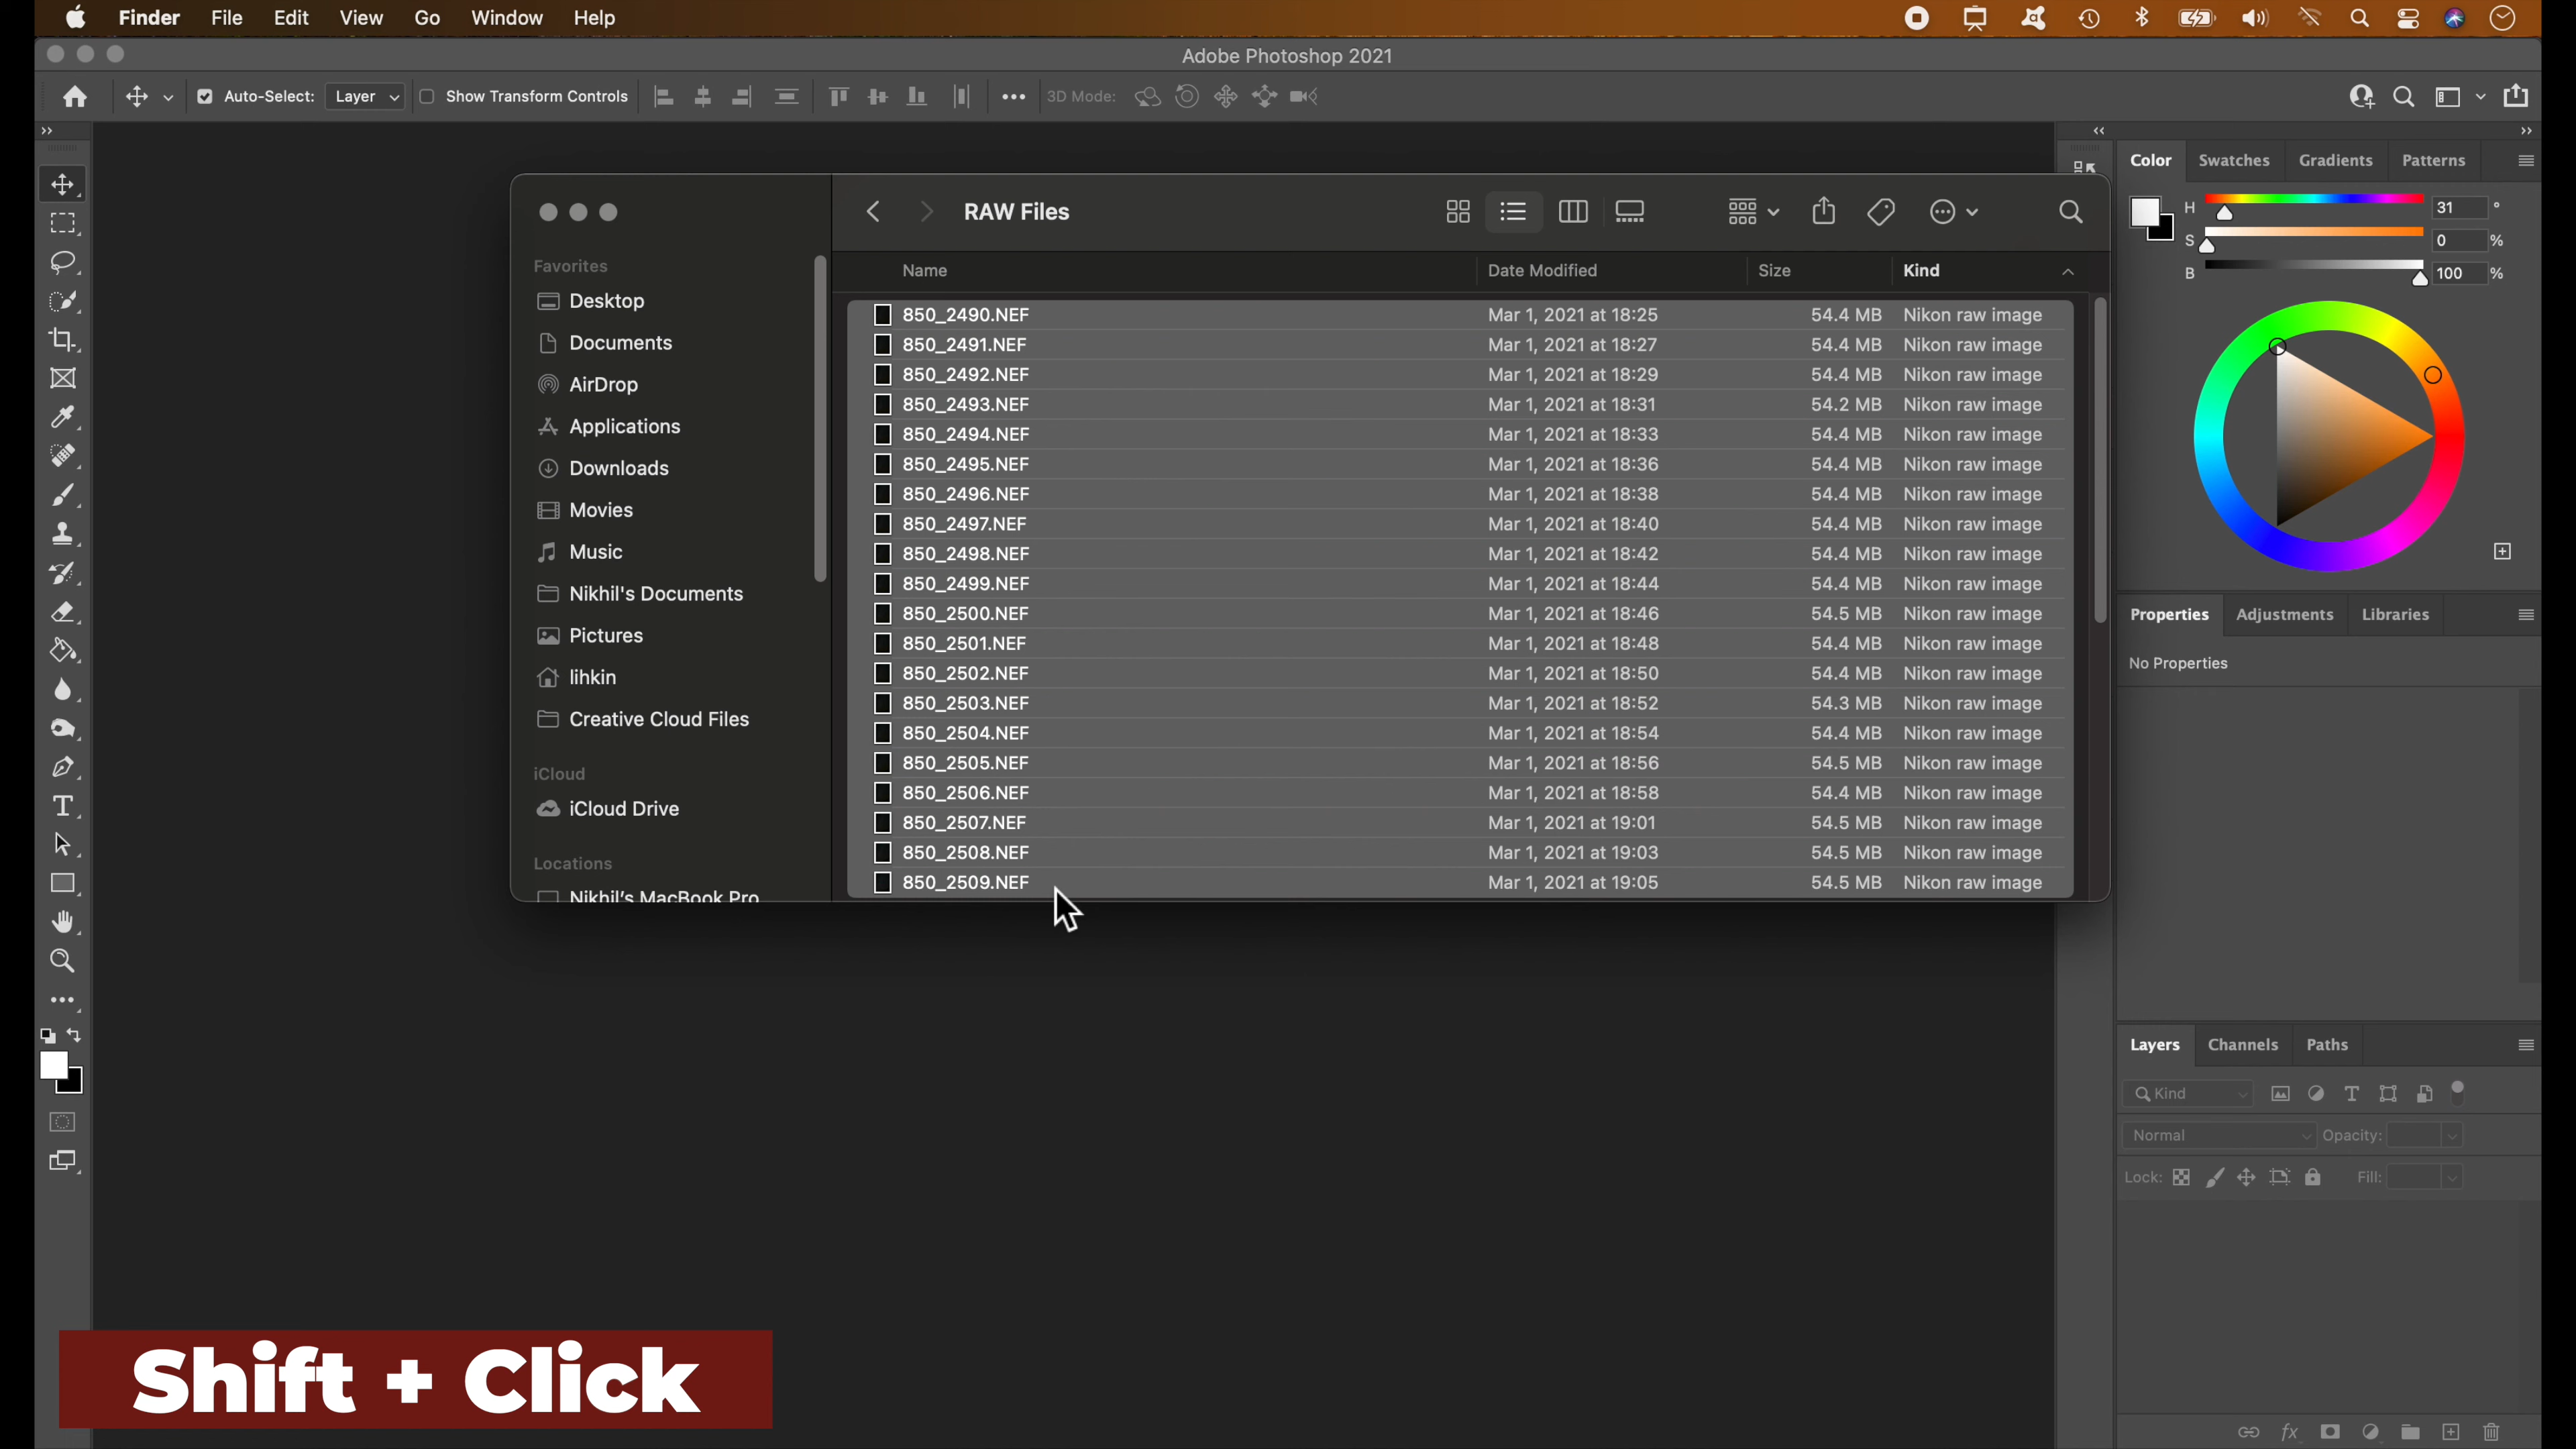 Finder File Edit View Go Window Help
Adobe Photoshop 2021
Auto-Select: Layer Show Transform Controls 3D Mode:
Color Swatches Gradients Patterns
H 31 °
S 0 %
B 100 %
RAW Files
Favorites
Desktop
Documents
AirDrop
Applications
Downloads
Movies
Music
Nikhil's Documents
Pictures
lihkin
Creative Cloud Files
iCloud
iCloud Drive
Locations
Nikhil's MacBook Pro
Name Date Modified Size Kind
850_2490.NEF Mar 1, 2021 at 18:25 54.4 MB Nikon raw image
850_2491.NEF Mar 1, 2021 at 18:27 54.4 MB Nikon raw image
850_2492.NEF Mar 1, 2021 at 18:29 54.4 MB Nikon raw image
850_2493.NEF Mar 1, 2021 at 18:31 54.2 MB Nikon raw image
850_2494.NEF Mar 1, 2021 at 18:33 54.4 MB Nikon raw image
850_2495.NEF Mar 1, 2021 at 18:36 54.4 MB Nikon raw image
850_2496.NEF Mar 1, 2021 at 18:38 54.4 MB Nikon raw image
850_2497.NEF Mar 1, 2021 at 18:40 54.4 MB Nikon raw image
850_2498.NEF Mar 1, 2021 at 18:42 54.4 MB Nikon raw image
850_2499.NEF Mar 1, 2021 at 18:44 54.4 MB Nikon raw image
850_2500.NEF Mar 1, 2021 at 18:46 54.5 MB Nikon raw image
850_2501.NEF Mar 1, 2021 at 18:48 54.4 MB Nikon raw image
850_2502.NEF Mar 1, 2021 at 18:50 54.4 MB Nikon raw image
850_2503.NEF Mar 1, 2021 at 18:52 54.3 MB Nikon raw image
850_2504.NEF Mar 1, 2021 at 18:54 54.4 MB Nikon raw image
850_2505.NEF Mar 1, 2021 at 18:56 54.5 MB Nikon raw image
850_2506.NEF Mar 1, 2021 at 18:58 54.4 MB Nikon raw image
850_2507.NEF Mar 1, 2021 at 19:01 54.5 MB Nikon raw image
850_2508.NEF Mar 1, 2021 at 19:03 54.5 MB Nikon raw image
850_2509.NEF Mar 1, 2021 at 19:05 54.5 MB Nikon raw image
Properties Adjustments Libraries
No Properties
Layers Channels Paths
Kind
Normal Opacity:
Lock: Fill:
fx
Shift + Click